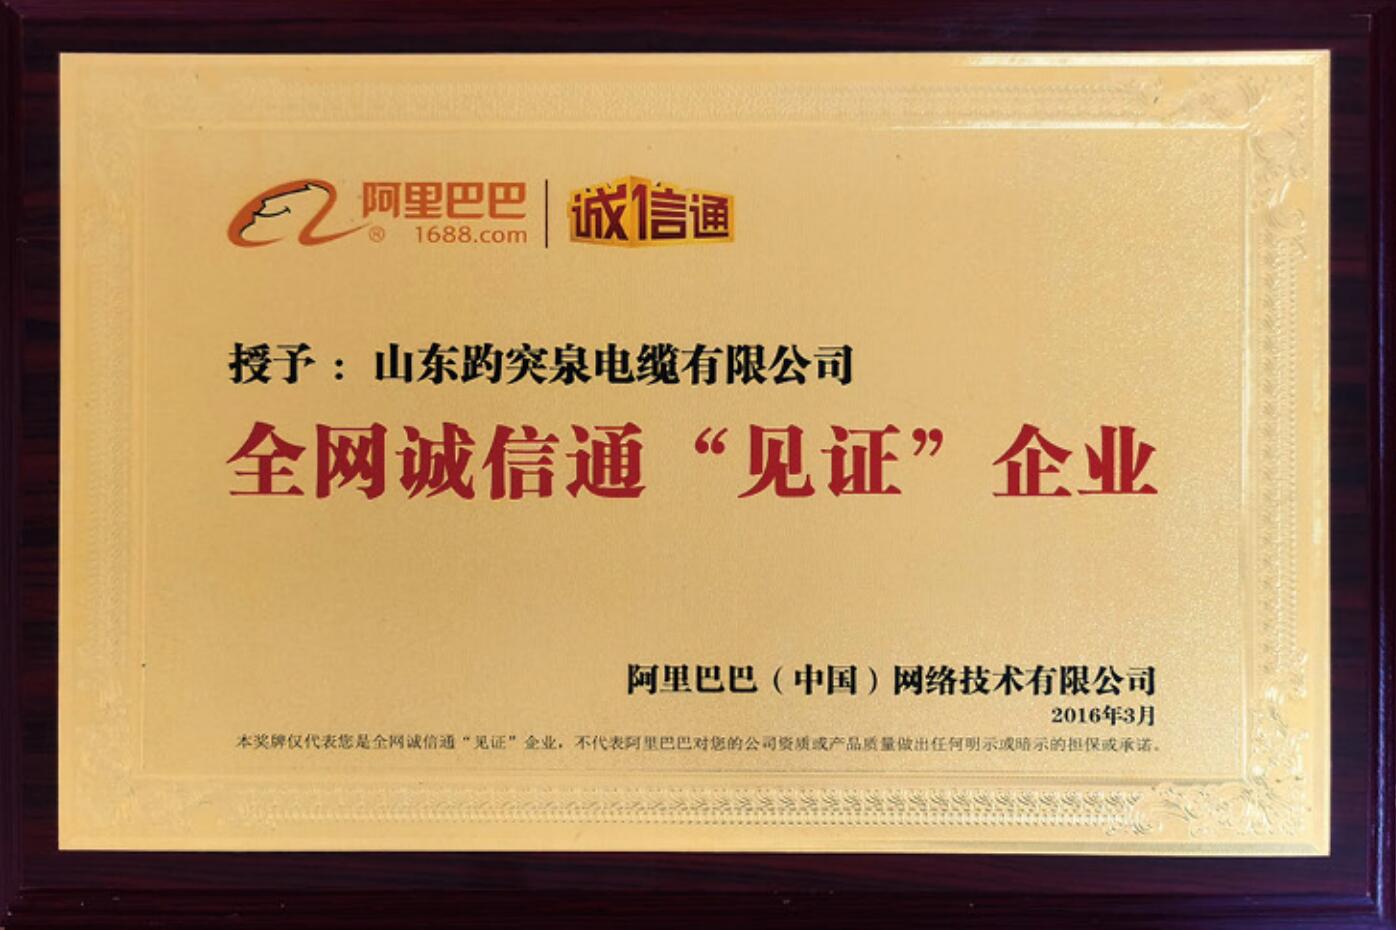 阿里巴巴 诚信通
® 1688.com
授予：山东趵突泉电缆有限公司
全网诚信通“见证”企业
阿里巴巴（中国）网络技术有限公司
2016年3月
本奖牌仅代表您是全网诚信通“见证”企业，不代表阿里巴巴对您的公司资质或产品质量做出任何明示或暗示的担保或承诺。